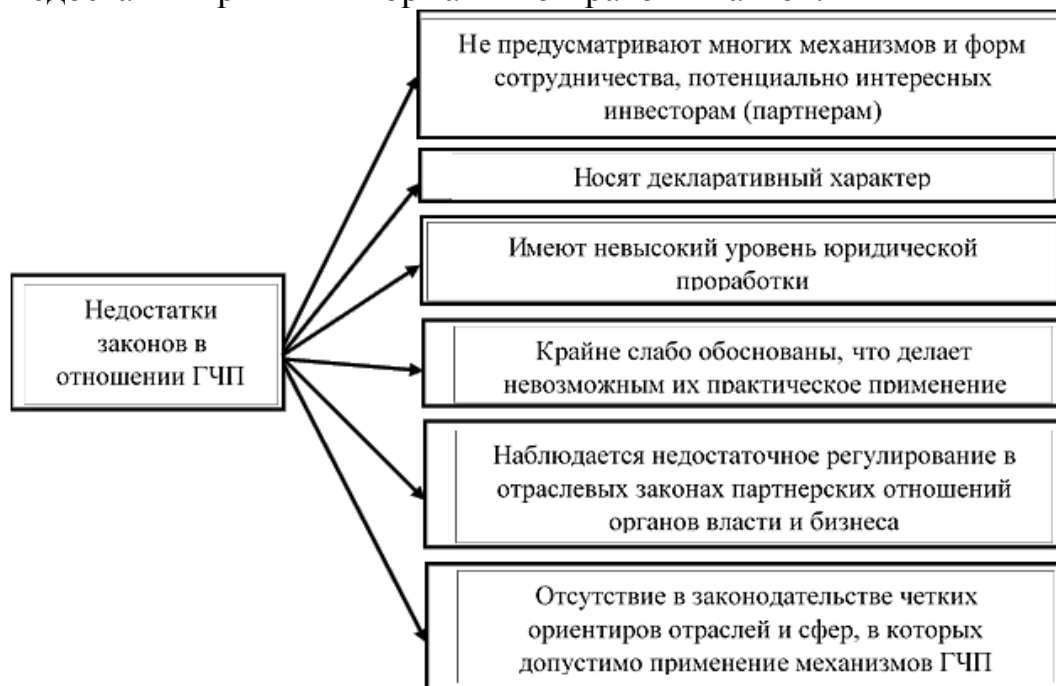 Не предусматривают многих механизмов и форм
сотрудничества, потенциально интересных
инвесторам (партнерам)
Носят декларативный характер
Имеют невысокий уровень юридической
проработки
Недостатки
законов в
отношении ГЧП
Крайне слабо обоснованы, что делает
невозможным их практическое применение
Наблюдается недостаточное регулирование в
отраслевых законах партнерских отношений
органов власти и бизнеса
Отсутствие в законодательстве четких
ориентиров отраслей и сфер, в которых
допустимо применение механизмов ГЧП